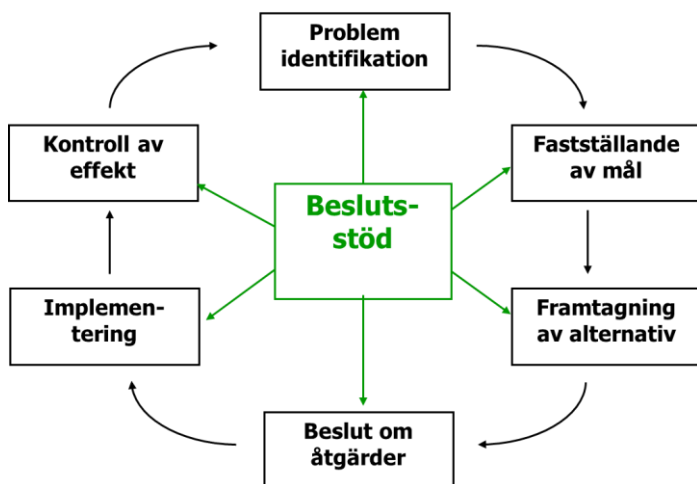 Problem
identifikation
Kontroll av
effekt
Fastställande
av mål
Besluts-
stöd
Implemen-
tering
Framtagning
av alternativ
Beslut om
åtgärder